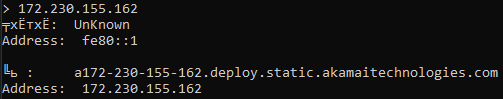 > 172.230.155.162
╤хЁтхЁ:  UnKnown
Address:  fe80::1
╚ь :     a172-230-155-162.deploy.static.akamaitechnologies.com
Address:  172.230.155.162